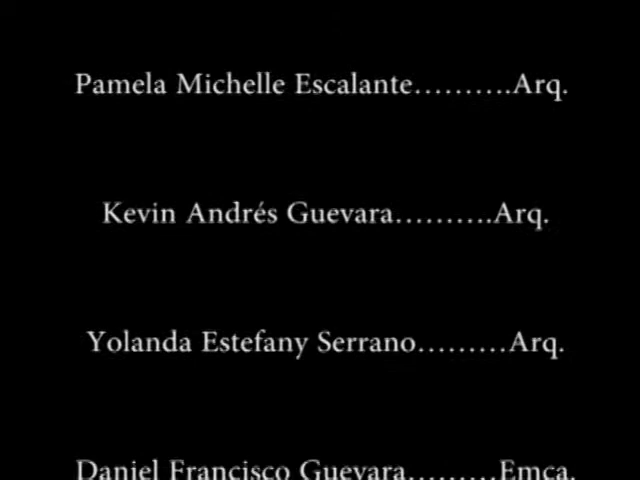 Pamela Michelle Escalante……….Arq.
Kevin Andrés Guevara……….Arq.
Yolanda Estefany Serrano………Arq.
Daniel Francisco Guevara………Emca.